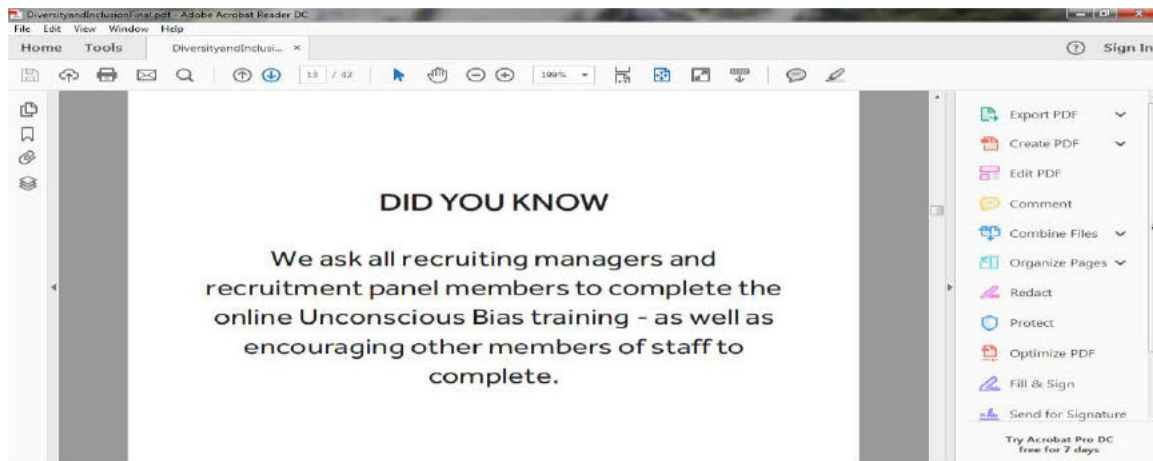 DiversityandInclusionFinal.pdf - Adobe Acrobat Reader DC
File Edit View Window Help
Home Tools DiversityandInclusi... × Sign In
13 / 42 199%
Export PDF
Create PDF
Edit PDF
Comment
Combine Files
Organize Pages
Redact
Protect
Optimize PDF
Fill & Sign
Send for Signature
Try Acrobat Pro DC
free for 7 days
DID YOU KNOW
We ask all recruiting managers and
recruitment panel members to complete the
online Unconscious Bias training - as well as
encouraging other members of staff to
complete.